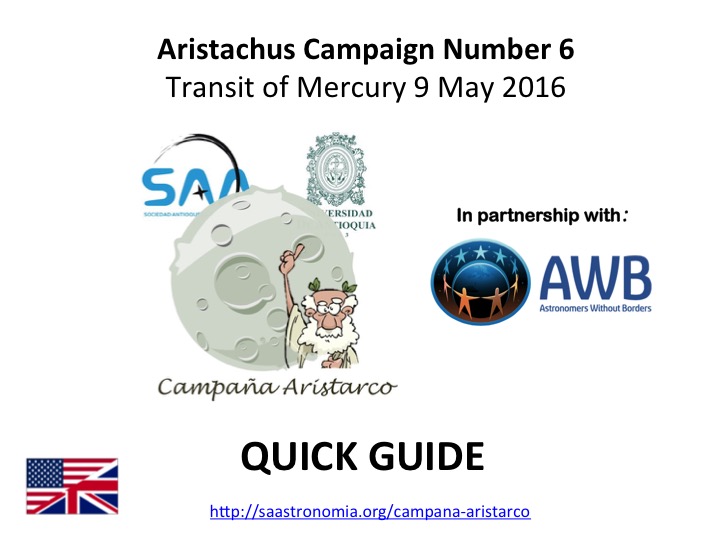 Aristachus Campaign Number 6
Transit of Mercury 9 May 2016
SAA
In partnership with:
AWB
Astronomers Without Borders
Campaña Aristarco
QUICK GUIDE
http://saastronomia.org/campana-aristarco